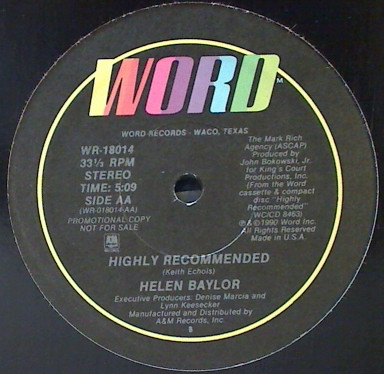 WORD
WORD RECORDS - WACO, TEXAS
WR-18014
33⅓ RPM
STEREO
TIME: 5:09
SIDE AA
(WR-018014-AA)
PROMOTIONAL COPY
NOT FOR SALE
The Mark Rich
Agency (ASCAP)
Produced by
John Bokowski, Jr.
for King's Court
Productions, Inc.
(From the Word
cassette & compact
disc "Highly
Recommended"
(WC/CD 8463)
℗ © 1990 Word Inc.
All Rights Reserved
Made in U.S.A.
A&M
RECORDS
HIGHLY RECOMMENDED
(Keith Echols)
HELEN BAYLOR
Executive Producers: Denise Marcia and
Lynn Keesecker
Manufactured and Distributed by
A&M Records, Inc